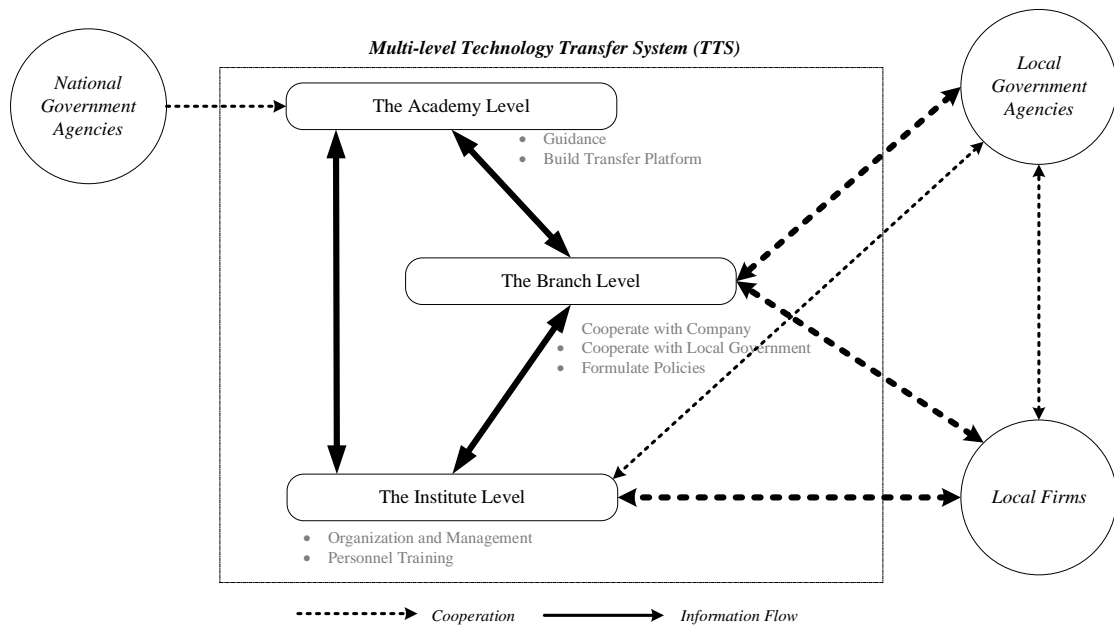 Multi-level Technology Transfer System (TTS)
National
Government
Agencies
Local
Government
Agencies
The Academy Level
• Guidance
• Build Transfer Platform
The Branch Level
Cooperate with Company
• Cooperate with Local Government
• Formulate Policies
The Institute Level
Local Firms
• Organization and Management
• Personnel Training
Cooperation
Information Flow